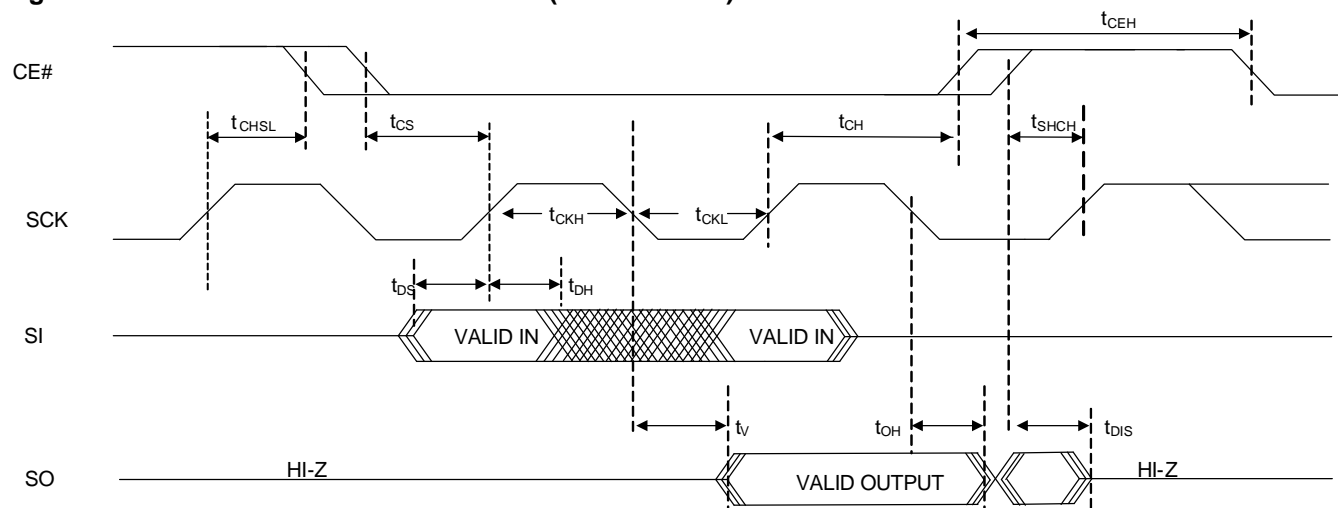 CE#
tCEH
tCHSL
tCS
tCH
tSHCH
SCK
tCKH
tCKL
tDS
tDH
SI
VALID IN
VALID IN
tV
tOH
tDIS
SO
HI-Z
VALID OUTPUT
HI-Z